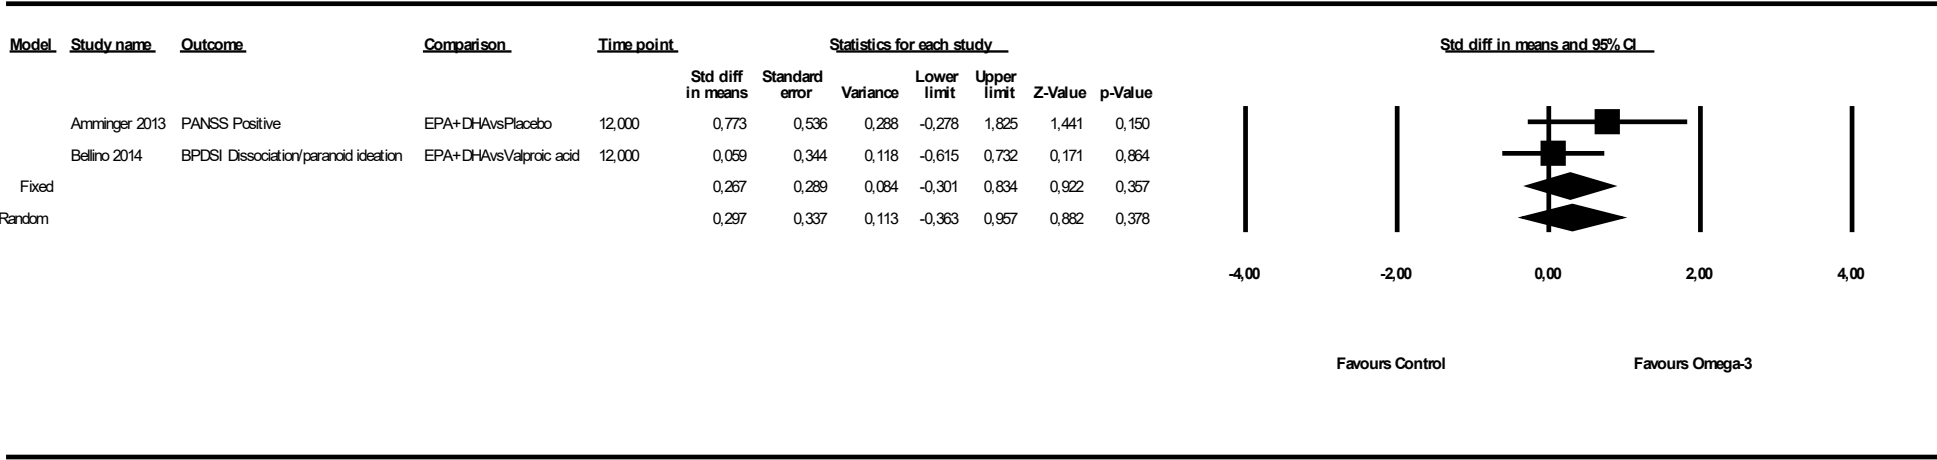 Model Study name Outcome Comparison Time point Statistics for each study Std diff in means and 95% CI
Std diff Standard Lower Upper
in means error Variance limit limit Z-Value p-Value
Amminger 2013 PANSS Positive EPA+DHAvsPlacebo 12,000 0,773 0,536 0,288 -0,278 1,825 1,441 0,150
Bellino 2014 BPDSI Dissociation/paranoid ideation EPA+DHAvsValproic acid 12,000 0,059 0,344 0,118 -0,615 0,732 0,171 0,864
Fixed 0,267 0,289 0,084 -0,301 0,834 0,922 0,357
Random 0,297 0,337 0,113 -0,363 0,957 0,882 0,378
-4,00 -2,00 0,00 2,00 4,00
Favours Control Favours Omega-3